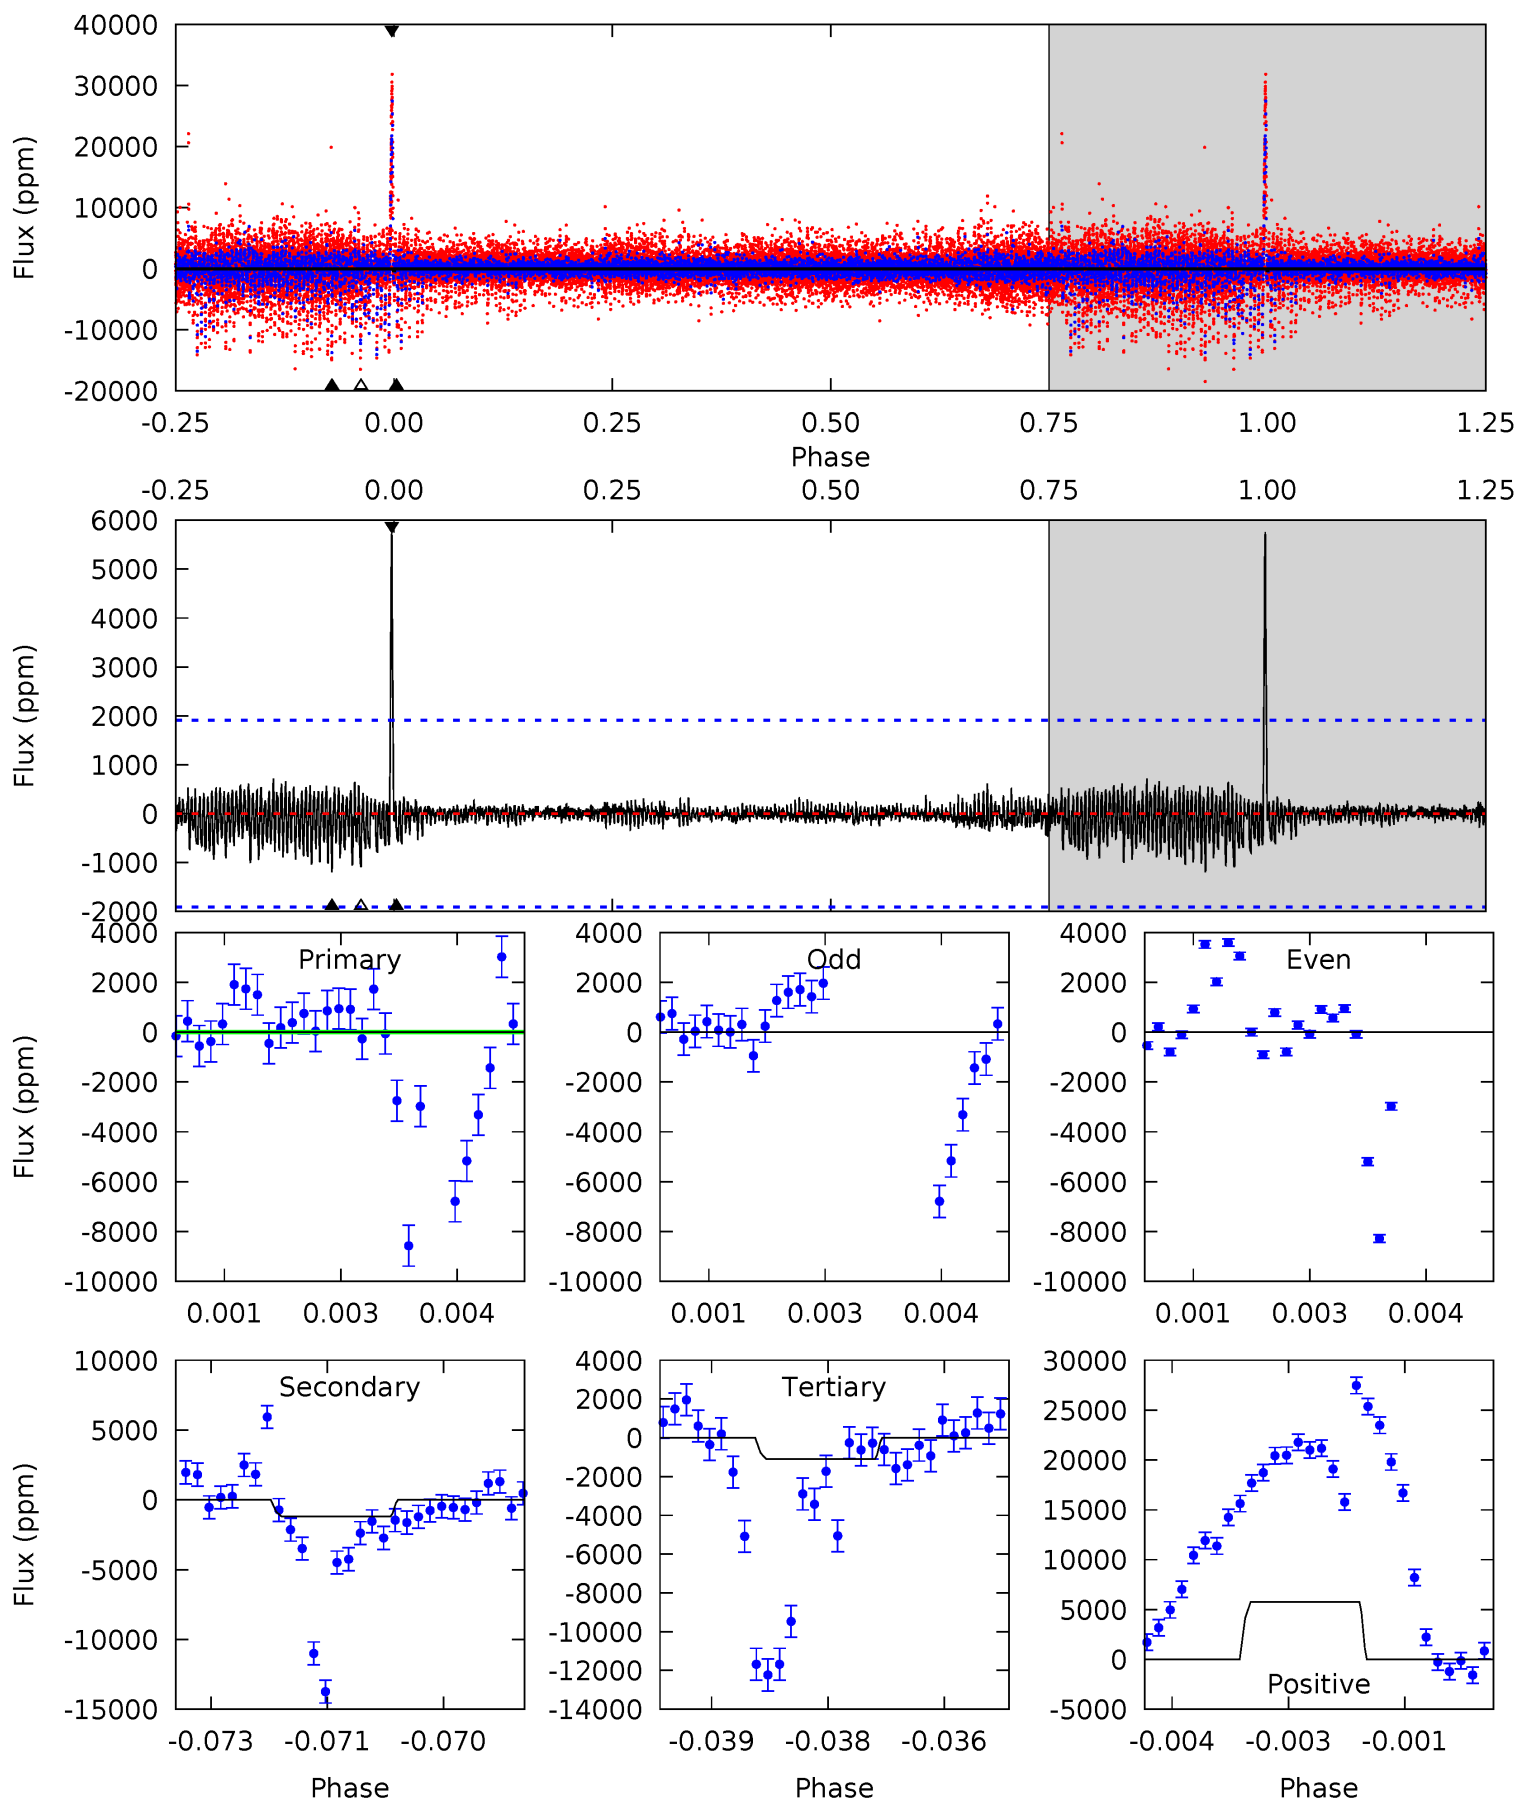 40000
30000
20000
10000
0
-10000
-20000
Flux (ppm)
-0.25 0.00 0.25 0.50 0.75 1.00 1.25
Phase
-0.25 0.00 0.25 0.50 0.75 1.00 1.25
6000
5000
4000
3000
2000
1000
0
-1000
-2000
Flux (ppm)
4000
2000
0
-2000
-4000
-6000
-8000
-10000
Flux (ppm)
Primary
0.001 0.003 0.004
4000
2000
0
-2000
-4000
-6000
-8000
-10000
Odd
0.001 0.003 0.004
4000
2000
0
-2000
-4000
-6000
-8000
-10000
Even
0.001 0.003 0.004
10000
5000
0
-5000
-10000
-15000
Flux (ppm)
Secondary
-0.073 -0.071 -0.070
Phase
4000
2000
0
-2000
-4000
-6000
-8000
-10000
-12000
-14000
Tertiary
-0.039 -0.038 -0.036
Phase
30000
25000
20000
15000
10000
5000
0
-5000
Positive
-0.004 -0.003 -0.001
Phase